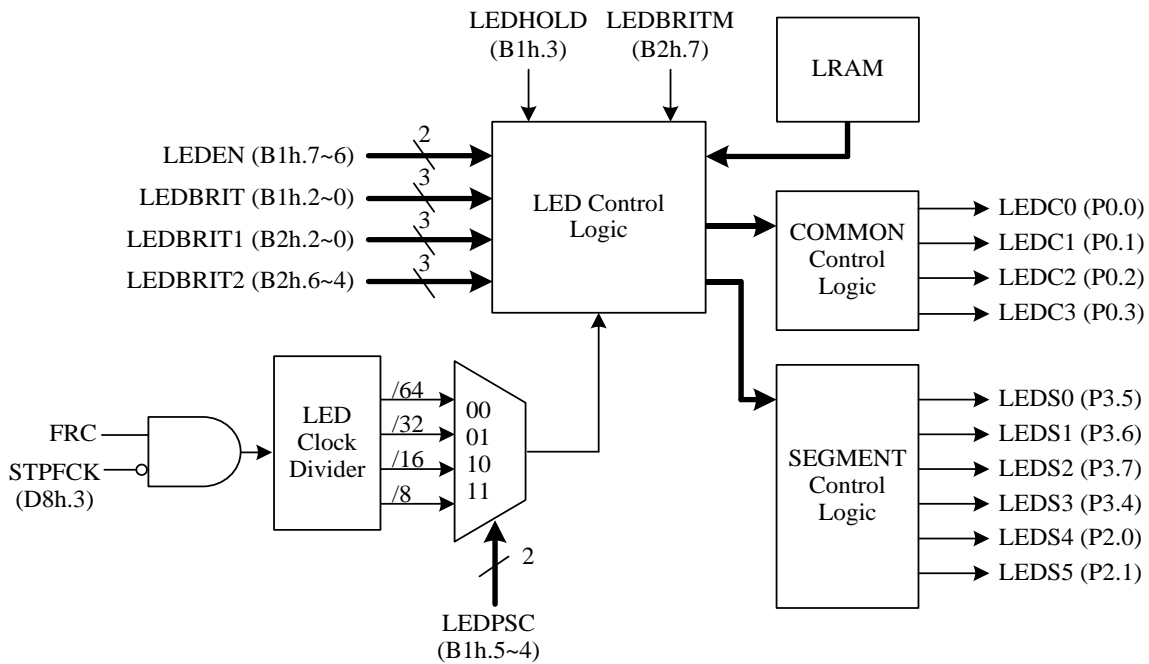 LEDHOLD
(B1h.3)
LEDBRITM
(B2h.7)
LRAM
LEDEN (B1h.7~6)
2
LEDBRIT (B1h.2~0)
3
LEDBRIT1 (B2h.2~0)
3
LEDBRIT2 (B2h.6~4)
3
LED Control
Logic
COMMON
Control
Logic
LEDC0 (P0.0)
LEDC1 (P0.1)
LEDC2 (P0.2)
LEDC3 (P0.3)
FRC
STPFCK
(D8h.3)
LED
Clock
Divider
/64
/32
/16
/8
00
01
10
11
2
LEDPSC
(B1h.5~4)
SEGMENT
Control
Logic
LEDS0 (P3.5)
LEDS1 (P3.6)
LEDS2 (P3.7)
LEDS3 (P3.4)
LEDS4 (P2.0)
LEDS5 (P2.1)